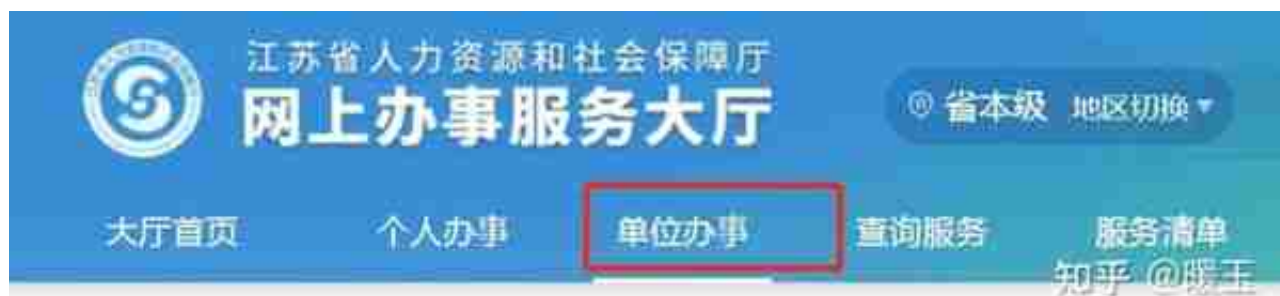 江苏省人力资源和社会保障厅
网上办事服务大厅
省本级 地区切换
大厅首页 个人办事 单位办事 查询服务 服务清单
知乎 @暖玉